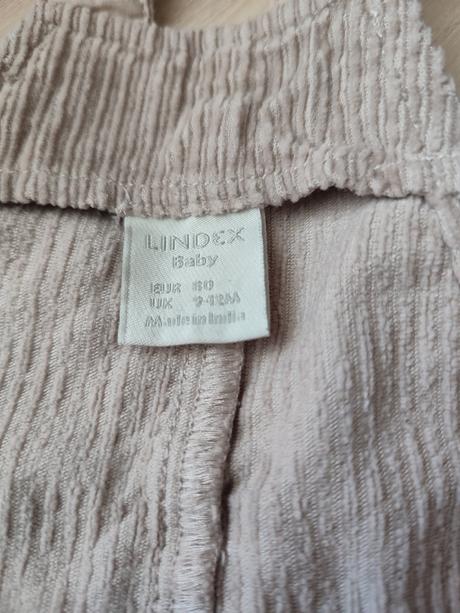 LINDEX
Baby
EUR 80
UK 9-12M
Made in India